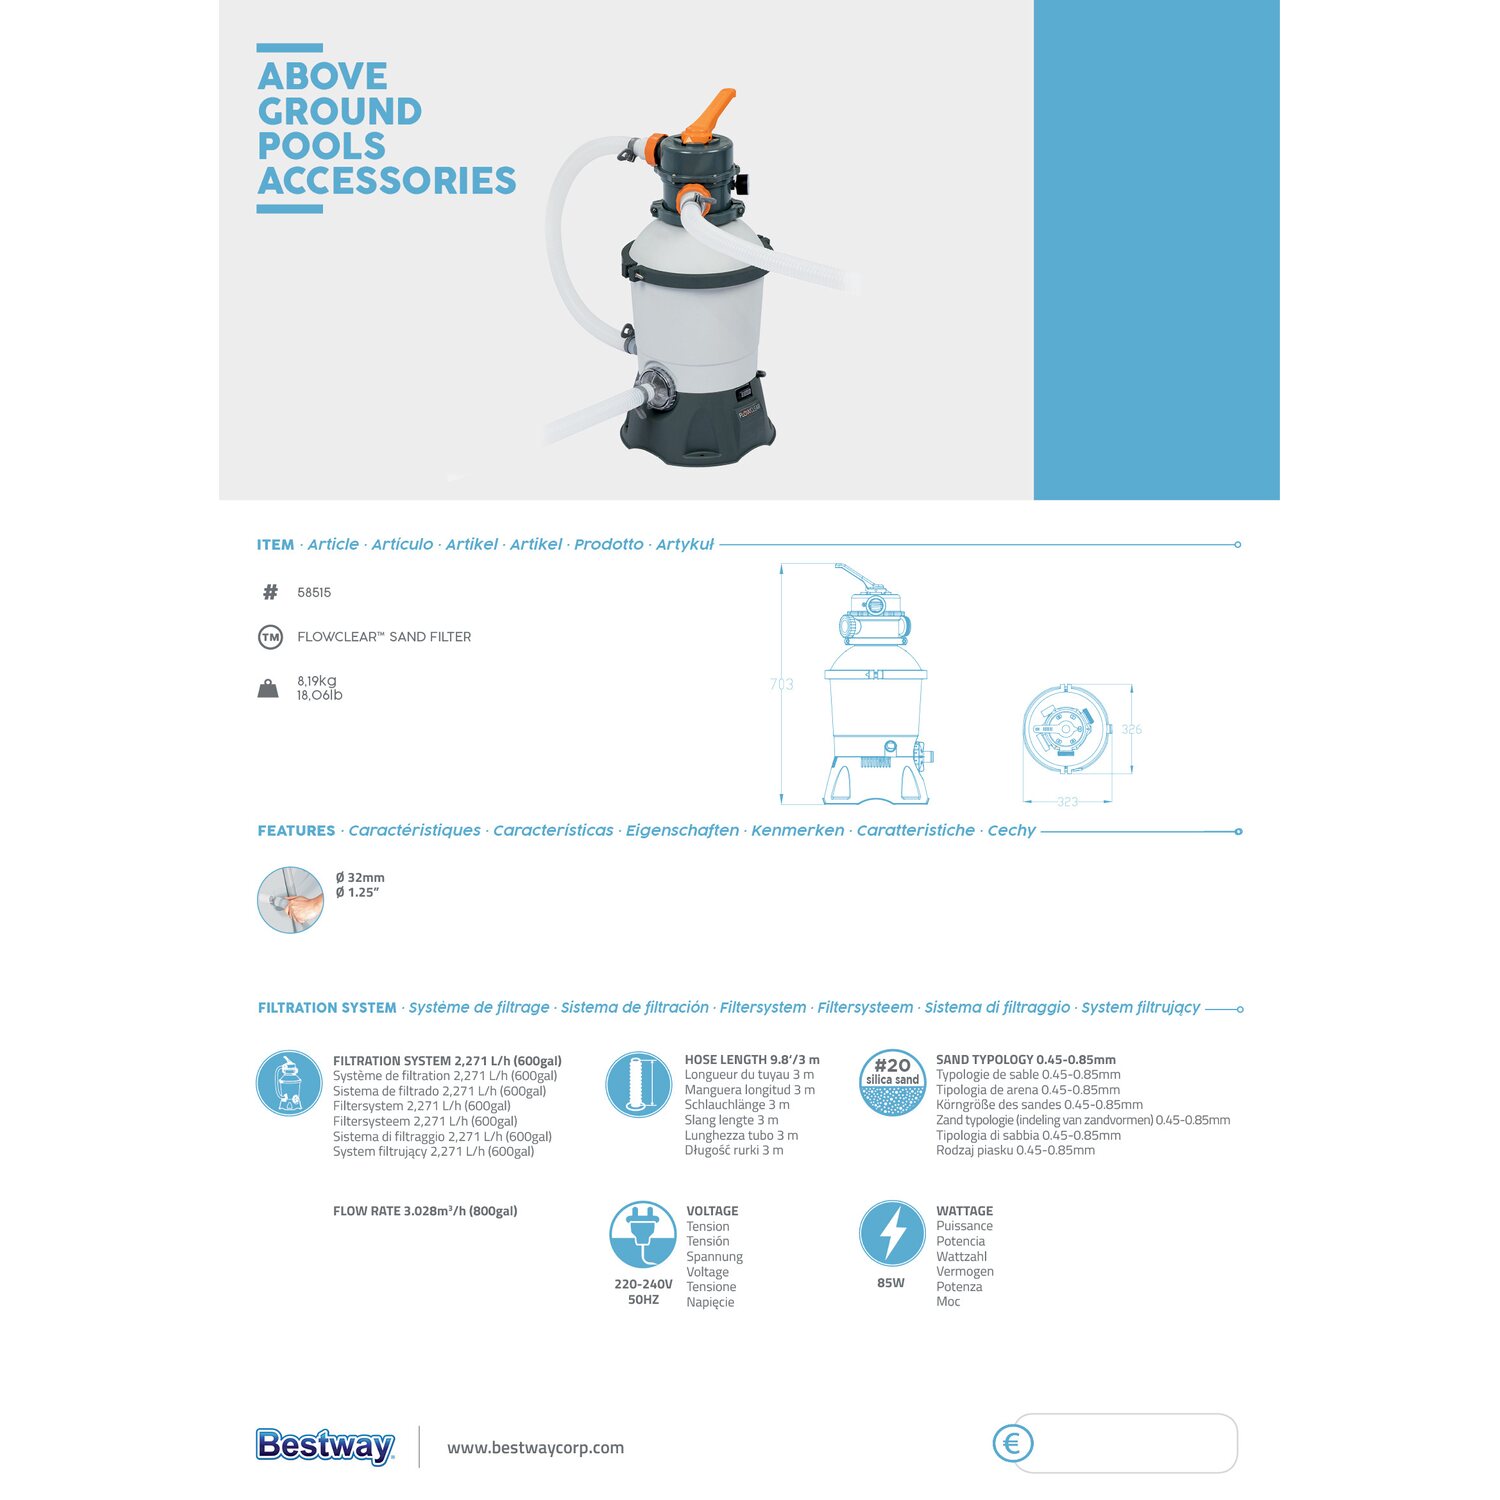 ABOVE
GROUND
POOLS
ACCESSORIES
FLOWCLEAR
ITEM · Article · Artículo · Artikel · Artikel · Prodotto · Artykuł
# 58515
TM FLOWCLEAR™ SAND FILTER
8,19kg
18,06lb
703
326
323
FEATURES · Caractéristiques · Características · Eigenschaften · Kenmerken · Caratteristiche · Cechy
Ø 32mm
Ø 1.25”
FILTRATION SYSTEM · Système de filtrage · Sistema de filtración · Filtersystem · Filtersysteem · Sistema di filtraggio · System filtrujący
FILTRATION SYSTEM 2,271 L/h (600gal)
Système de filtration 2,271 L/h (600gal)
Sistema de filtrado 2,271 L/h (600gal)
Filtersystem 2,271 L/h (600gal)
Filtersysteem 2,271 L/h (600gal)
Sistema di filtraggio 2,271 L/h (600gal)
System filtrujący 2,271 L/h (600gal)
HOSE LENGTH 9.8‘/3 m
Longueur du tuyau 3 m
Manguera longitud 3 m
Schlauchlänge 3 m
Slang lengte 3 m
Lunghezza tubo 3 m
Długość rurki 3 m
#20
silica sand
SAND TYPOLOGY 0.45-0.85mm
Typologie de sable 0.45-0.85mm
Tipologia de arena 0.45-0.85mm
Körngröße des sandes 0.45-0.85mm
Zand typologie (indeling van zandvormen) 0.45-0.85mm
Tipologia di sabbia 0.45-0.85mm
Rodzaj piasku 0.45-0.85mm
FLOW RATE 3.028m³/h (800gal)
220-240V
50HZ
VOLTAGE
Tension
Tensión
Spannung
Voltage
Tensione
Napięcie
85W
WATTAGE
Puissance
Potencia
Wattzahl
Vermogen
Potenza
Moc
Bestway
www.bestwaycorp.com
€